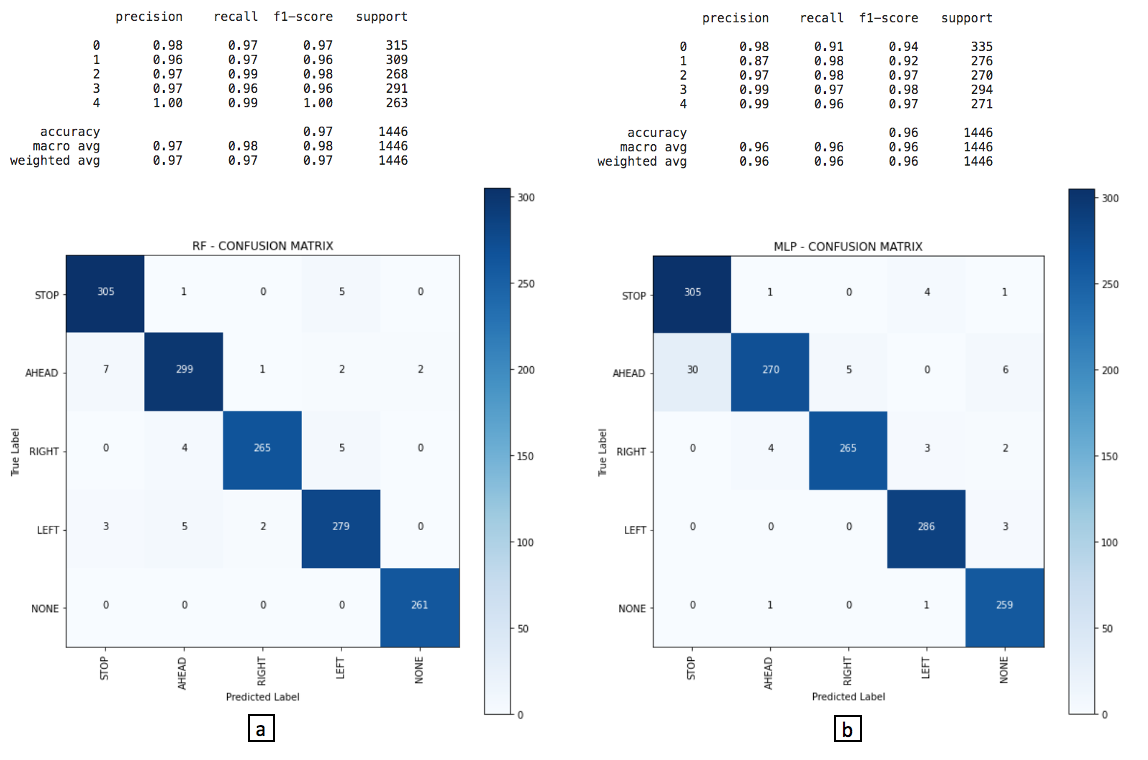 precision recall f1-score support
0 0.98 0.97 0.97 315
1 0.96 0.97 0.96 309
2 0.97 0.99 0.98 268
3 0.97 0.96 0.96 291
4 1.00 0.99 1.00 263
accuracy 0.97 1446
macro avg 0.97 0.98 0.98 1446
weighted avg 0.97 0.97 0.97 1446
RF - CONFUSION MATRIX
True Label
STOP 305 1 0 5 0
AHEAD 7 299 1 2 2
RIGHT 0 4 265 5 0
LEFT 3 5 2 279 0
NONE 0 0 0 0 261
STOP AHEAD RIGHT LEFT NONE
Predicted Label
300
250
200
150
100
50
0
a
precision recall f1-score support
0 0.98 0.91 0.94 335
1 0.87 0.98 0.92 276
2 0.97 0.98 0.97 270
3 0.99 0.97 0.98 294
4 0.99 0.96 0.97 271
accuracy 0.96 1446
macro avg 0.96 0.96 0.96 1446
weighted avg 0.96 0.96 0.96 1446
MLP - CONFUSION MATRIX
True Label
STOP 305 1 0 4 1
AHEAD 30 270 5 0 6
RIGHT 0 4 265 3 2
LEFT 0 0 0 286 3
NONE 0 1 0 1 259
STOP AHEAD RIGHT LEFT NONE
Predicted Label
300
250
200
150
100
50
0
b